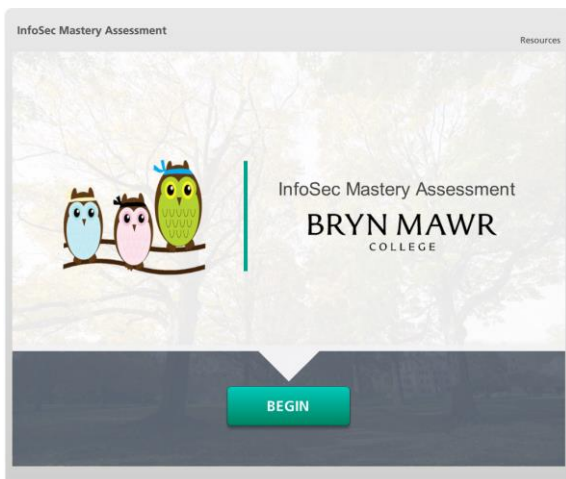 InfoSec Mastery Assessment
Resources
InfoSec Mastery Assessment
BRYN MAWR
COLLEGE
BEGIN